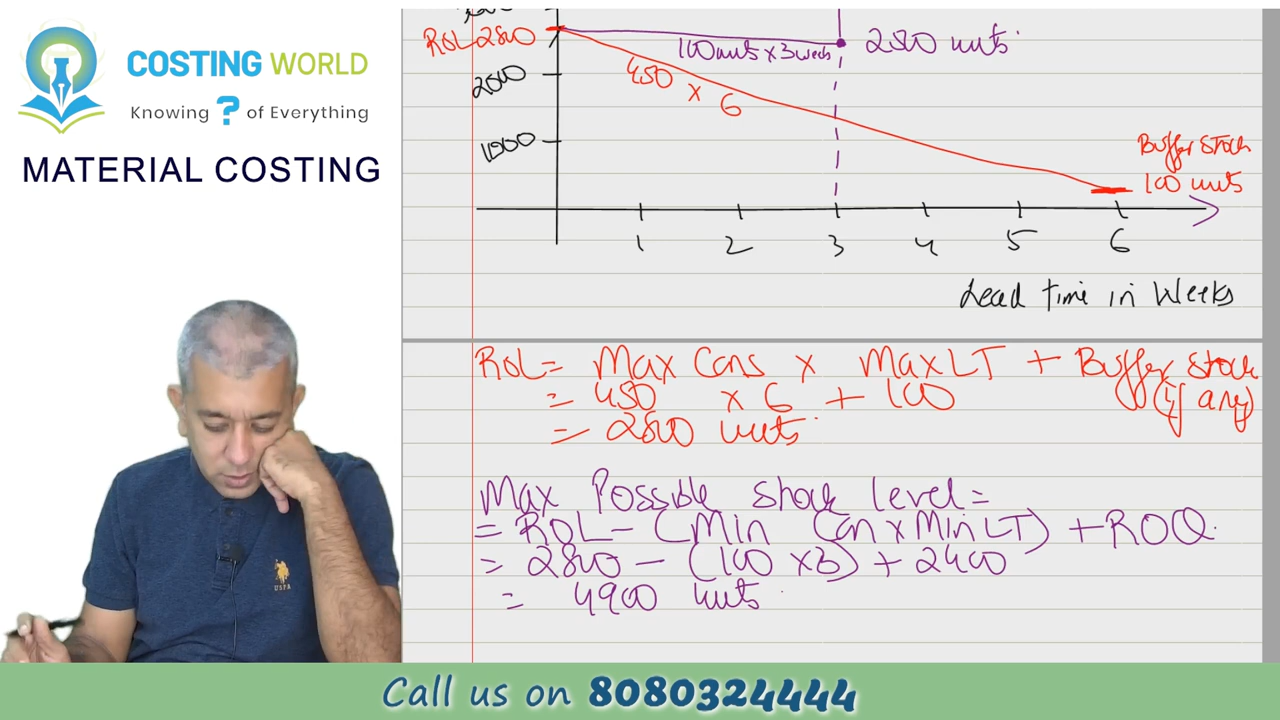 COSTING WORLD
Knowing ? of Everything
MATERIAL COSTING
ROL 2800
100 units x 3 weeks
2500 units
450 x 6
2000
1000
Buffer Stock
100 units
1 2 3 4 5 6
Lead time in Weeks
ROL = Max Cons x Max LT + Buffer Stock
= 450 x 6 + 100 (if any)
= 2800 units
Max Possible Stock level =
= ROL - (Min Con x Min LT) + ROQ.
= 2800 - (100 x 3) + 2400
= 4900 units
USPA
Call us on 8080324444